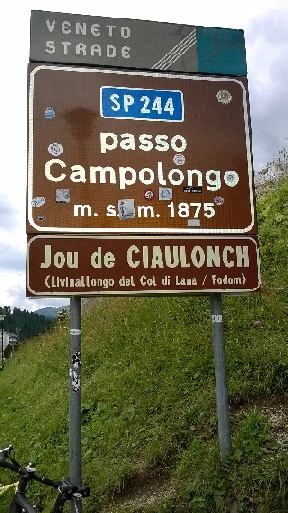 VENETO
STRADE
SP 244
passo
Campolongo
m. s. m. 1875
Jou de CIAULONCH
(Livinallongo del Col di Lana / Fodom)